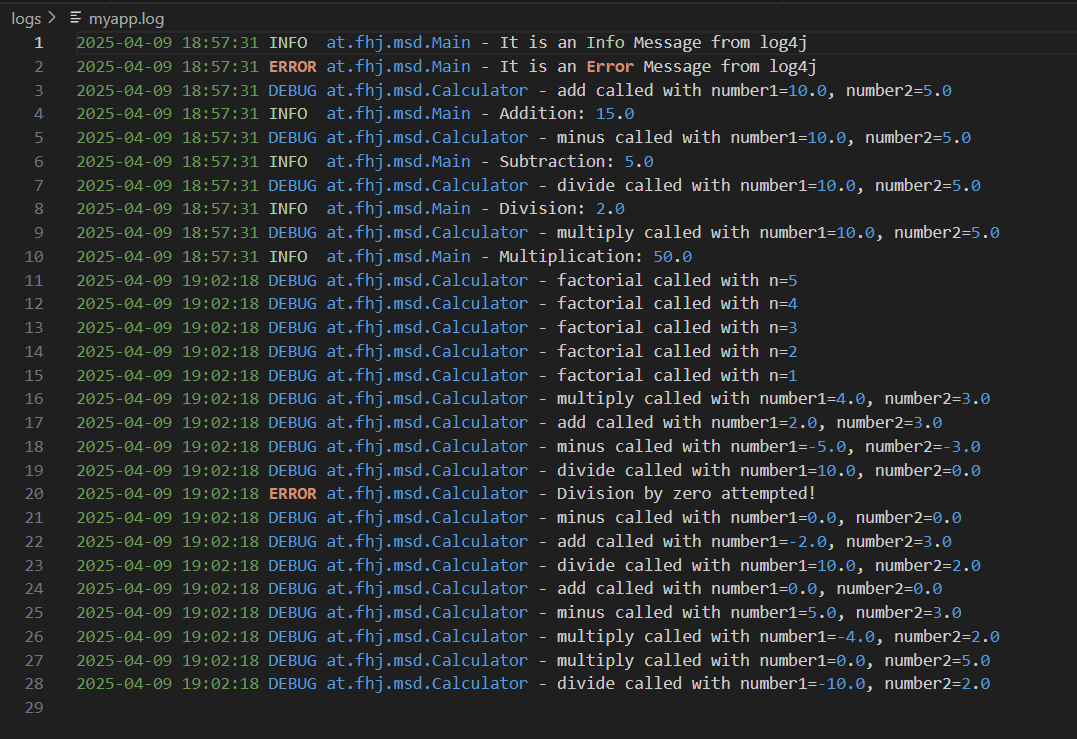 logs > myapp.log
1 2025-04-09 18:57:31 INFO  at.fhj.msd.Main - It is an Info Message from log4j
2 2025-04-09 18:57:31 ERROR at.fhj.msd.Main - It is an Error Message from log4j
3 2025-04-09 18:57:31 DEBUG at.fhj.msd.Calculator - add called with number1=10.0, number2=5.0
4 2025-04-09 18:57:31 INFO  at.fhj.msd.Main - Addition: 15.0
5 2025-04-09 18:57:31 DEBUG at.fhj.msd.Calculator - minus called with number1=10.0, number2=5.0
6 2025-04-09 18:57:31 INFO  at.fhj.msd.Main - Subtraction: 5.0
7 2025-04-09 18:57:31 DEBUG at.fhj.msd.Calculator - divide called with number1=10.0, number2=5.0
8 2025-04-09 18:57:31 INFO  at.fhj.msd.Main - Division: 2.0
9 2025-04-09 18:57:31 DEBUG at.fhj.msd.Calculator - multiply called with number1=10.0, number2=5.0
10 2025-04-09 18:57:31 INFO  at.fhj.msd.Main - Multiplication: 50.0
11 2025-04-09 19:02:18 DEBUG at.fhj.msd.Calculator - factorial called with n=5
12 2025-04-09 19:02:18 DEBUG at.fhj.msd.Calculator - factorial called with n=4
13 2025-04-09 19:02:18 DEBUG at.fhj.msd.Calculator - factorial called with n=3
14 2025-04-09 19:02:18 DEBUG at.fhj.msd.Calculator - factorial called with n=2
15 2025-04-09 19:02:18 DEBUG at.fhj.msd.Calculator - factorial called with n=1
16 2025-04-09 19:02:18 DEBUG at.fhj.msd.Calculator - multiply called with number1=4.0, number2=3.0
17 2025-04-09 19:02:18 DEBUG at.fhj.msd.Calculator - add called with number1=2.0, number2=3.0
18 2025-04-09 19:02:18 DEBUG at.fhj.msd.Calculator - minus called with number1=-5.0, number2=-3.0
19 2025-04-09 19:02:18 DEBUG at.fhj.msd.Calculator - divide called with number1=10.0, number2=0.0
20 2025-04-09 19:02:18 ERROR at.fhj.msd.Calculator - Division by zero attempted!
21 2025-04-09 19:02:18 DEBUG at.fhj.msd.Calculator - minus called with number1=0.0, number2=0.0
22 2025-04-09 19:02:18 DEBUG at.fhj.msd.Calculator - add called with number1=-2.0, number2=3.0
23 2025-04-09 19:02:18 DEBUG at.fhj.msd.Calculator - divide called with number1=10.0, number2=2.0
24 2025-04-09 19:02:18 DEBUG at.fhj.msd.Calculator - add called with number1=0.0, number2=0.0
25 2025-04-09 19:02:18 DEBUG at.fhj.msd.Calculator - minus called with number1=5.0, number2=3.0
26 2025-04-09 19:02:18 DEBUG at.fhj.msd.Calculator - multiply called with number1=-4.0, number2=2.0
27 2025-04-09 19:02:18 DEBUG at.fhj.msd.Calculator - multiply called with number1=0.0, number2=5.0
28 2025-04-09 19:02:18 DEBUG at.fhj.msd.Calculator - divide called with number1=-10.0, number2=2.0
29